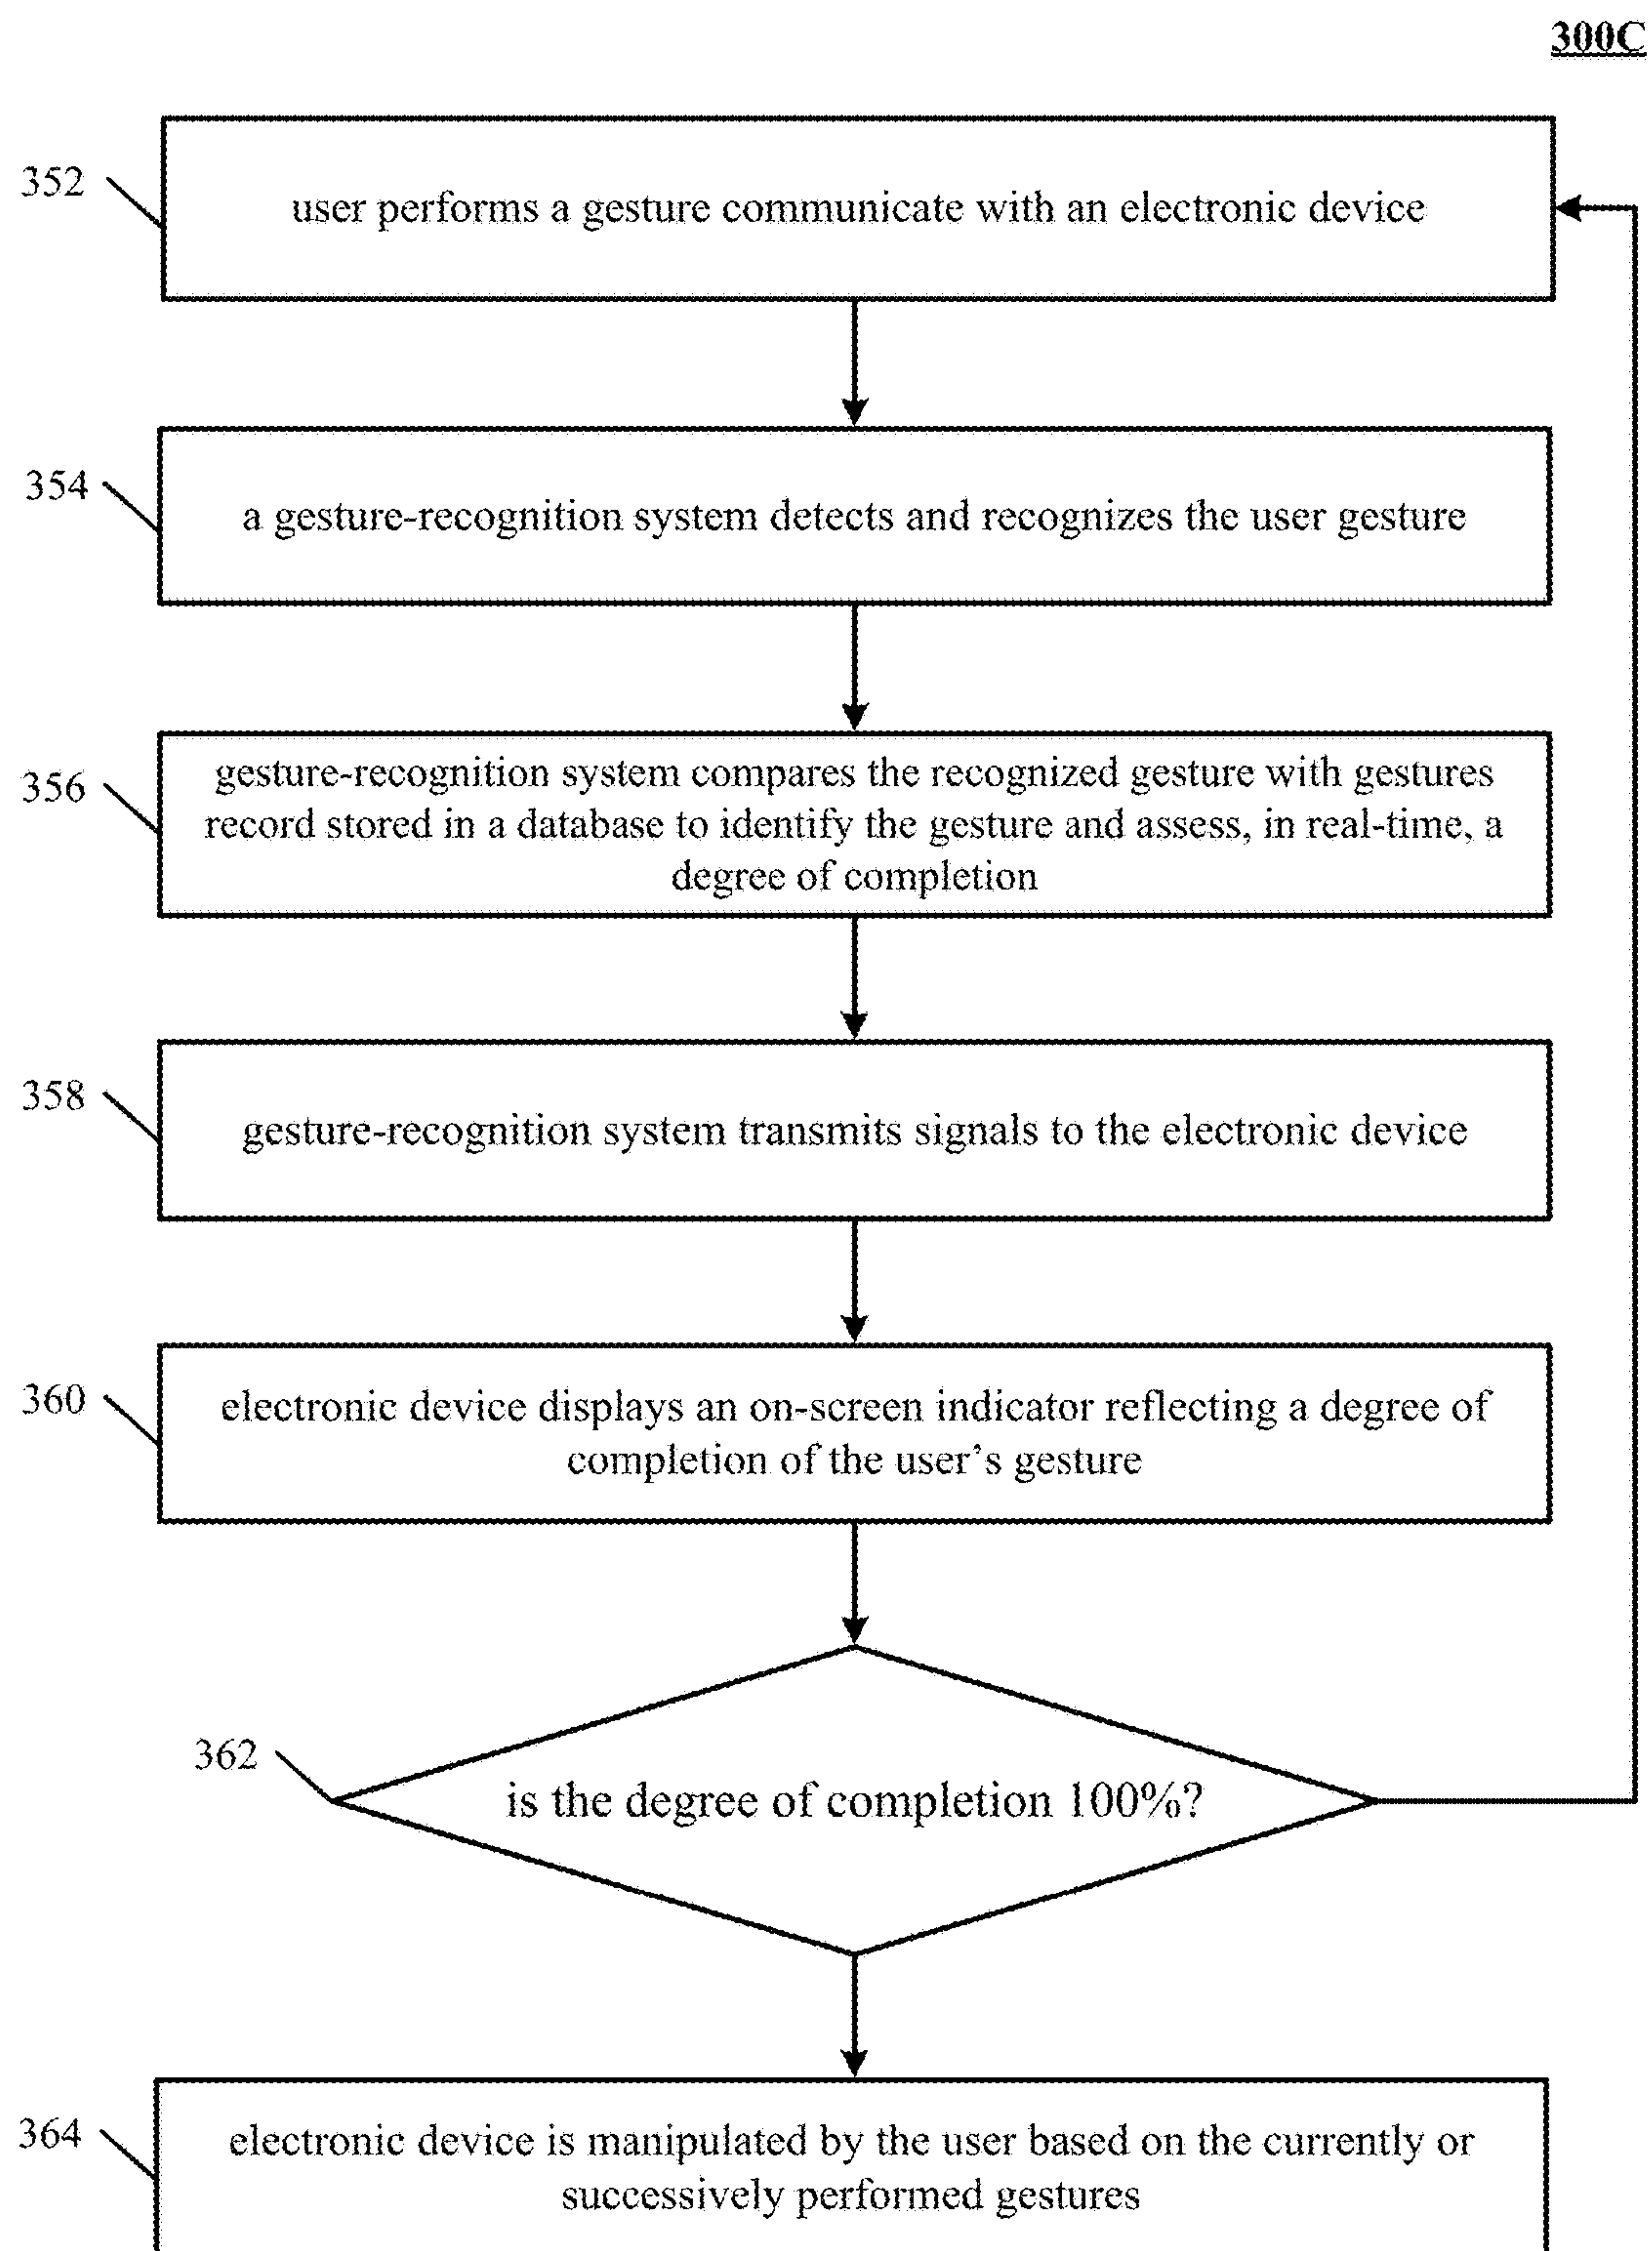 300C
352
user performs a gesture communicate with an electronic device
354
a gesture-recognition system detects and recognizes the user gesture
356
gesture-recognition system compares the recognized gesture with gestures
record stored in a database to identify the gesture and assess, in real-time, a
degree of completion
358
gesture-recognition system transmits signals to the electronic device
360
electronic device displays an on-screen indicator reflecting a degree of
completion of the user’s gesture
362
is the degree of completion 100%?
364
electronic device is manipulated by the user based on the currently or
successively performed gestures